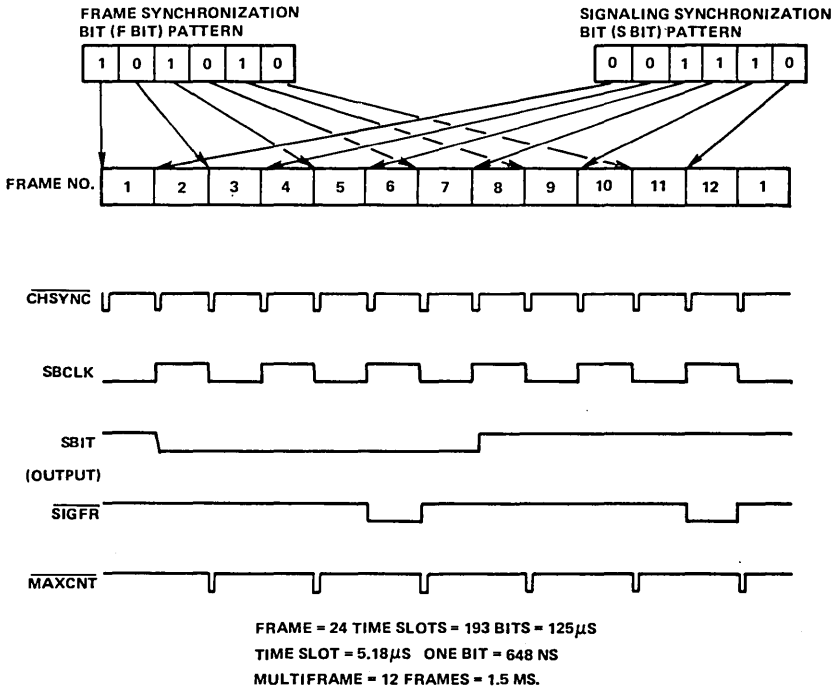 FRAME SYNCHRONIZATION
BIT (F BIT) PATTERN
1 0 1 0 1 0
SIGNALING SYNCHRONIZATION
BIT (S BIT) PATTERN
0 0 1 1 1 0
FRAME NO. 1 2 3 4 5 6 7 8 9 10 11 12 1
CHSYNC
SBCLK
SBIT
(OUTPUT)
SIGFR
MAXCNT
FRAME = 24 TIME SLOTS = 193 BITS = 125μS
TIME SLOT = 5.18μS ONE BIT = 648 NS
MULTIFRAME = 12 FRAMES = 1.5 MS.